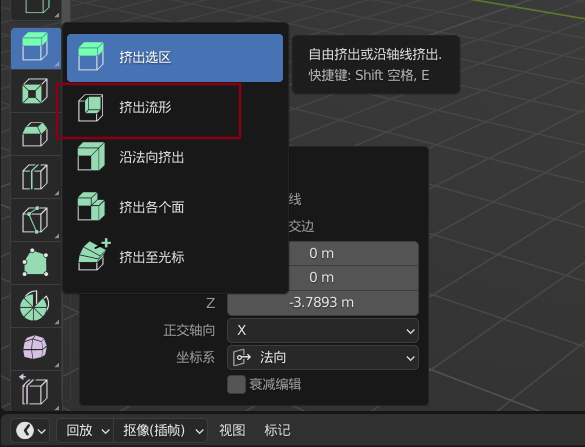 挤出选区
自由挤出或沿轴线挤出.
快捷键: Shift 空格, E
挤出流形
沿法向挤出
线
挤出各个面
交边
0 m
挤出至光标
0 m
Z
-3.7893 m
正交轴向
X
坐标系
法向
衰减编辑
回放
抠像(插帧)
视图
标记